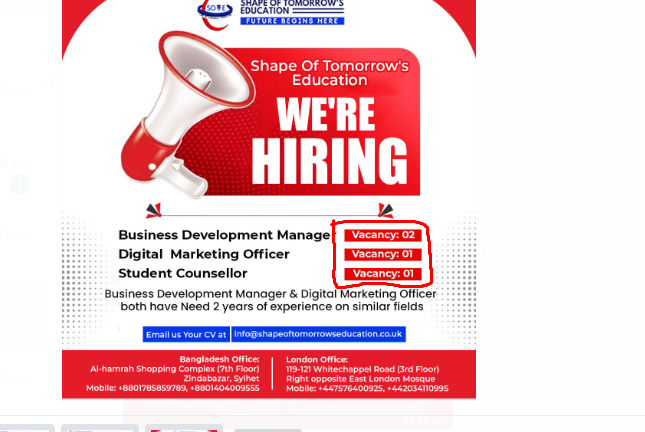 SHAPE OF TOMORROW'S
EDUCATION
FUTURE BEGINS HERE
Shape Of Tomorrow's
Education
WE'RE
HIRING
Business Development Manager Vacancy: 02
Digital Marketing Officer Vacancy: 01
Student Counsellor Vacancy: 01
Business Development Manager & Digital Marketing Officer
both have Need 2 years of experience on similar fields
Email us Your CV at info@shapeoftomorrowseducation.co.uk
Bangladesh Office:
Al-hamrah Shopping Complex (7th Floor)
Zindabazar, Sylhet
Mobile: +8801785859789, +8801404009555
London Office:
119-121 Whitechappel Road (3rd Floor)
Right opposite East London Mosque
Mobile: +447576400925, +442034110995